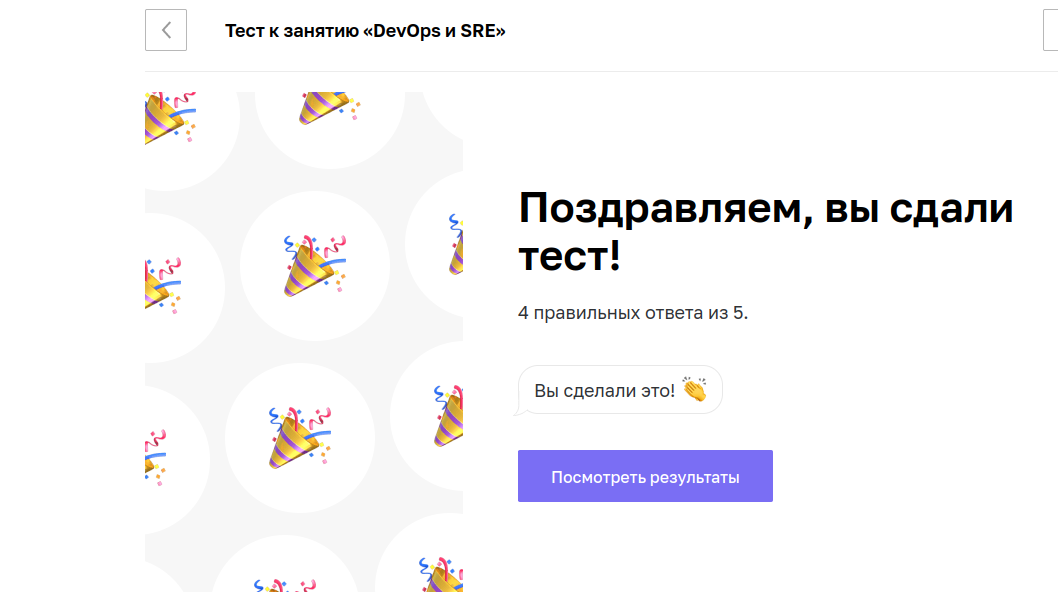 Тест к занятию «DevOps и SRE»
Поздравляем, вы сдали
тест!
4 правильных ответа из 5.
Вы сделали это! 👏
Посмотреть результаты